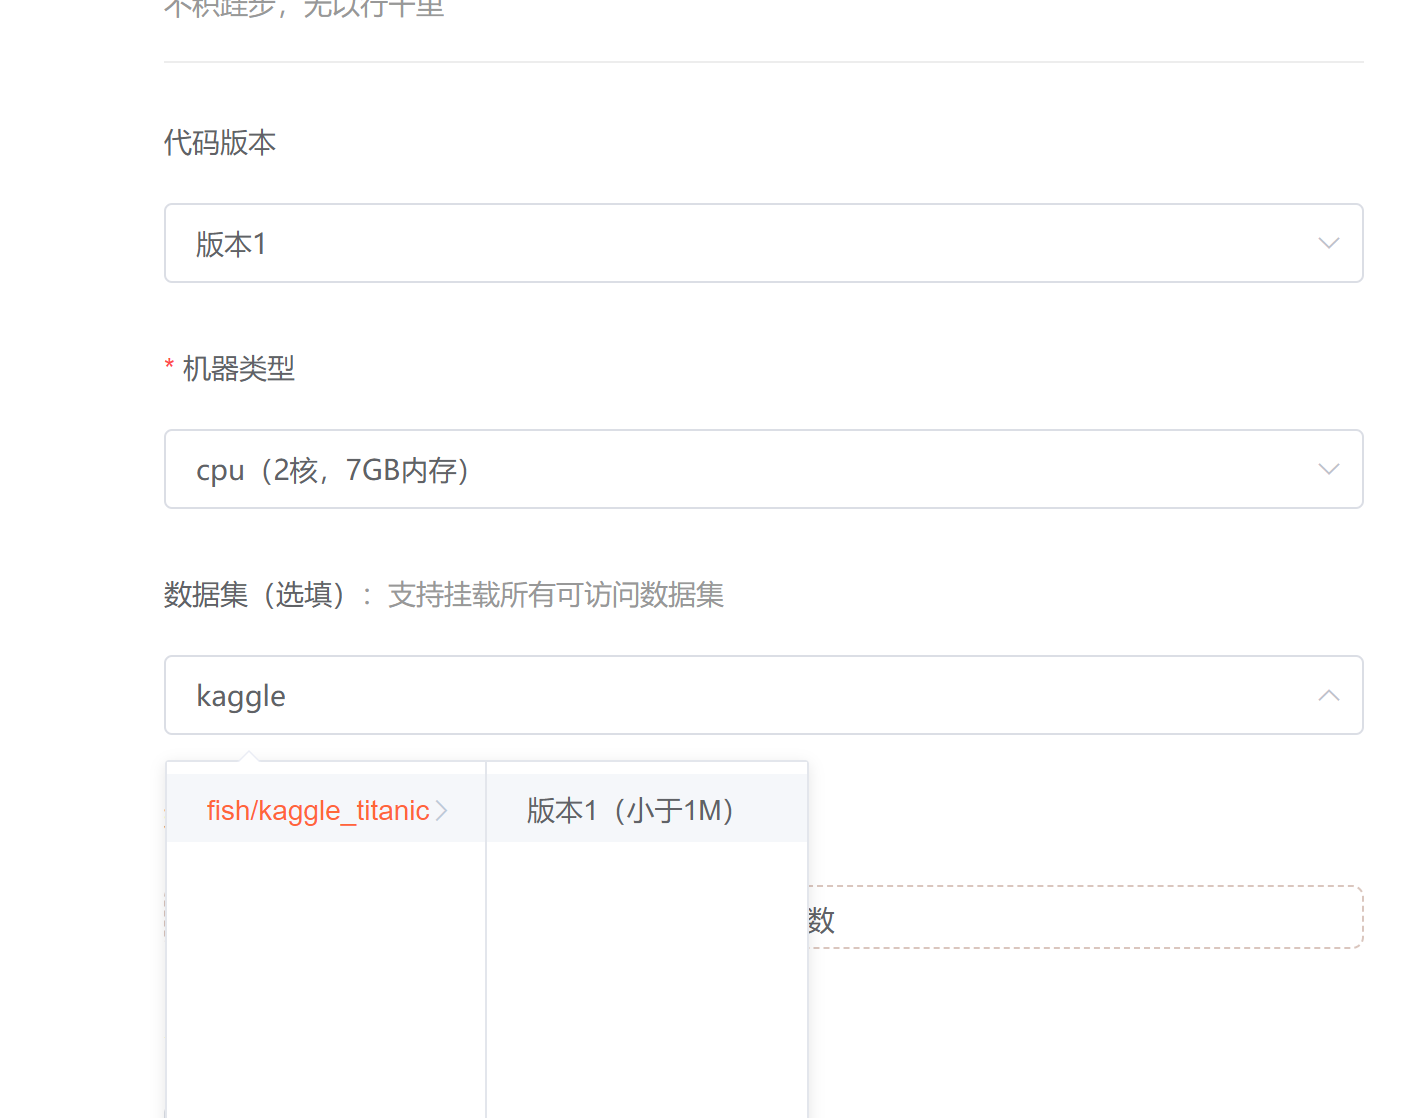 不积跬步，无以行千里
代码版本
版本1
* 机器类型
cpu（2核，7GB内存）
数据集（选填）：支持挂载所有可访问数据集
kaggle
fish/kaggle_titanic
版本1（小于1M）
数